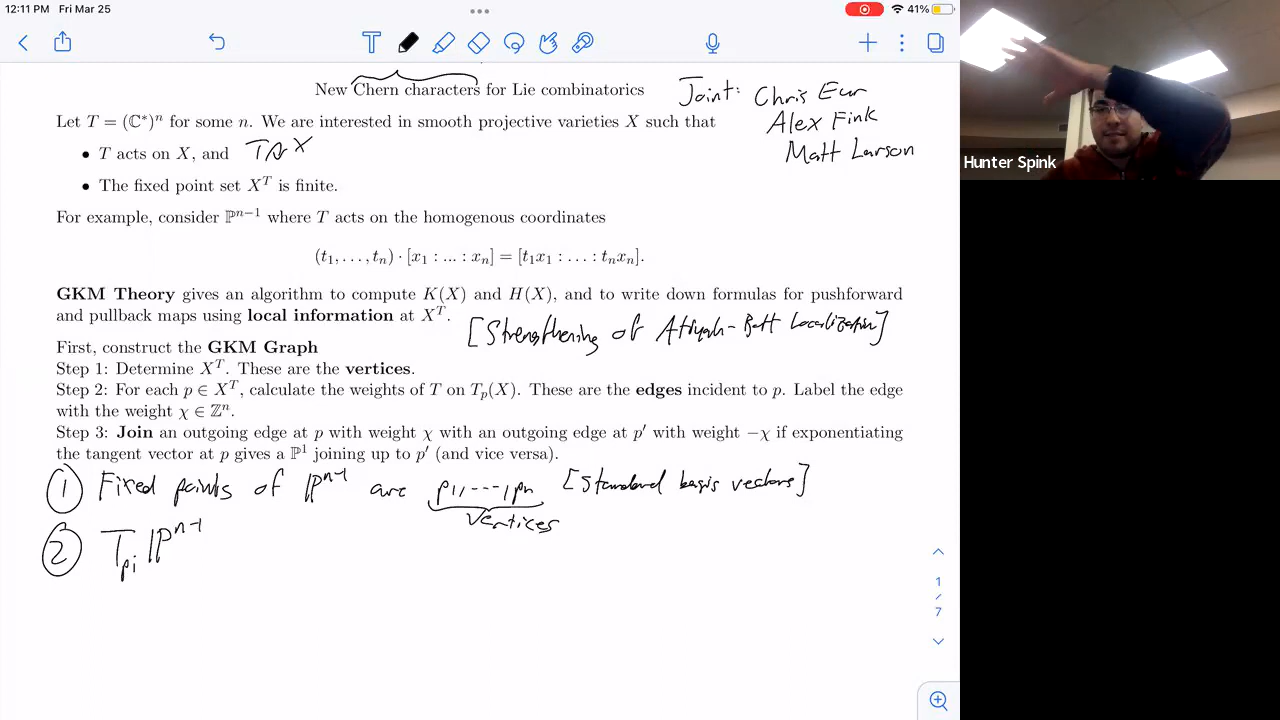 12:11 PM Fri Mar 25
41%
New Chern characters for Lie combinatorics
Joint: Chris Eur
Alex Fink
Matt Larson
Hunter Spink
Let T = (ℂ*)ⁿ for some n. We are interested in smooth projective varieties X such that
• T acts on X, and T↷X
• The fixed point set Xᵀ is finite.
For example, consider ℙⁿ⁻¹ where T acts on the homogenous coordinates
(t₁, . . . , tₙ) · [x₁ : ... : xₙ] = [t₁x₁ : . . . : tₙxₙ].
GKM Theory gives an algorithm to compute K(X) and H(X), and to write down formulas for pushforward
and pullback maps using local information at Xᵀ.
[Strengthening of Atiyah-Bott Localization]
First, construct the GKM Graph
Step 1: Determine Xᵀ. These are the vertices.
Step 2: For each p ∈ Xᵀ, calculate the weights of T on Tₚ(X). These are the edges incident to p. Label the edge
with the weight χ ∈ ℤⁿ.
Step 3: Join an outgoing edge at p with weight χ with an outgoing edge at p′ with weight −χ if exponentiating
the tangent vector at p gives a ℙ¹ joining up to p′ (and vice versa).
① Fixed points of ℙⁿ⁻¹ are p₁, ---, pₙ [Standard basis vectors]
vertices
② T_{pi} ℙⁿ⁻¹
1
/
7